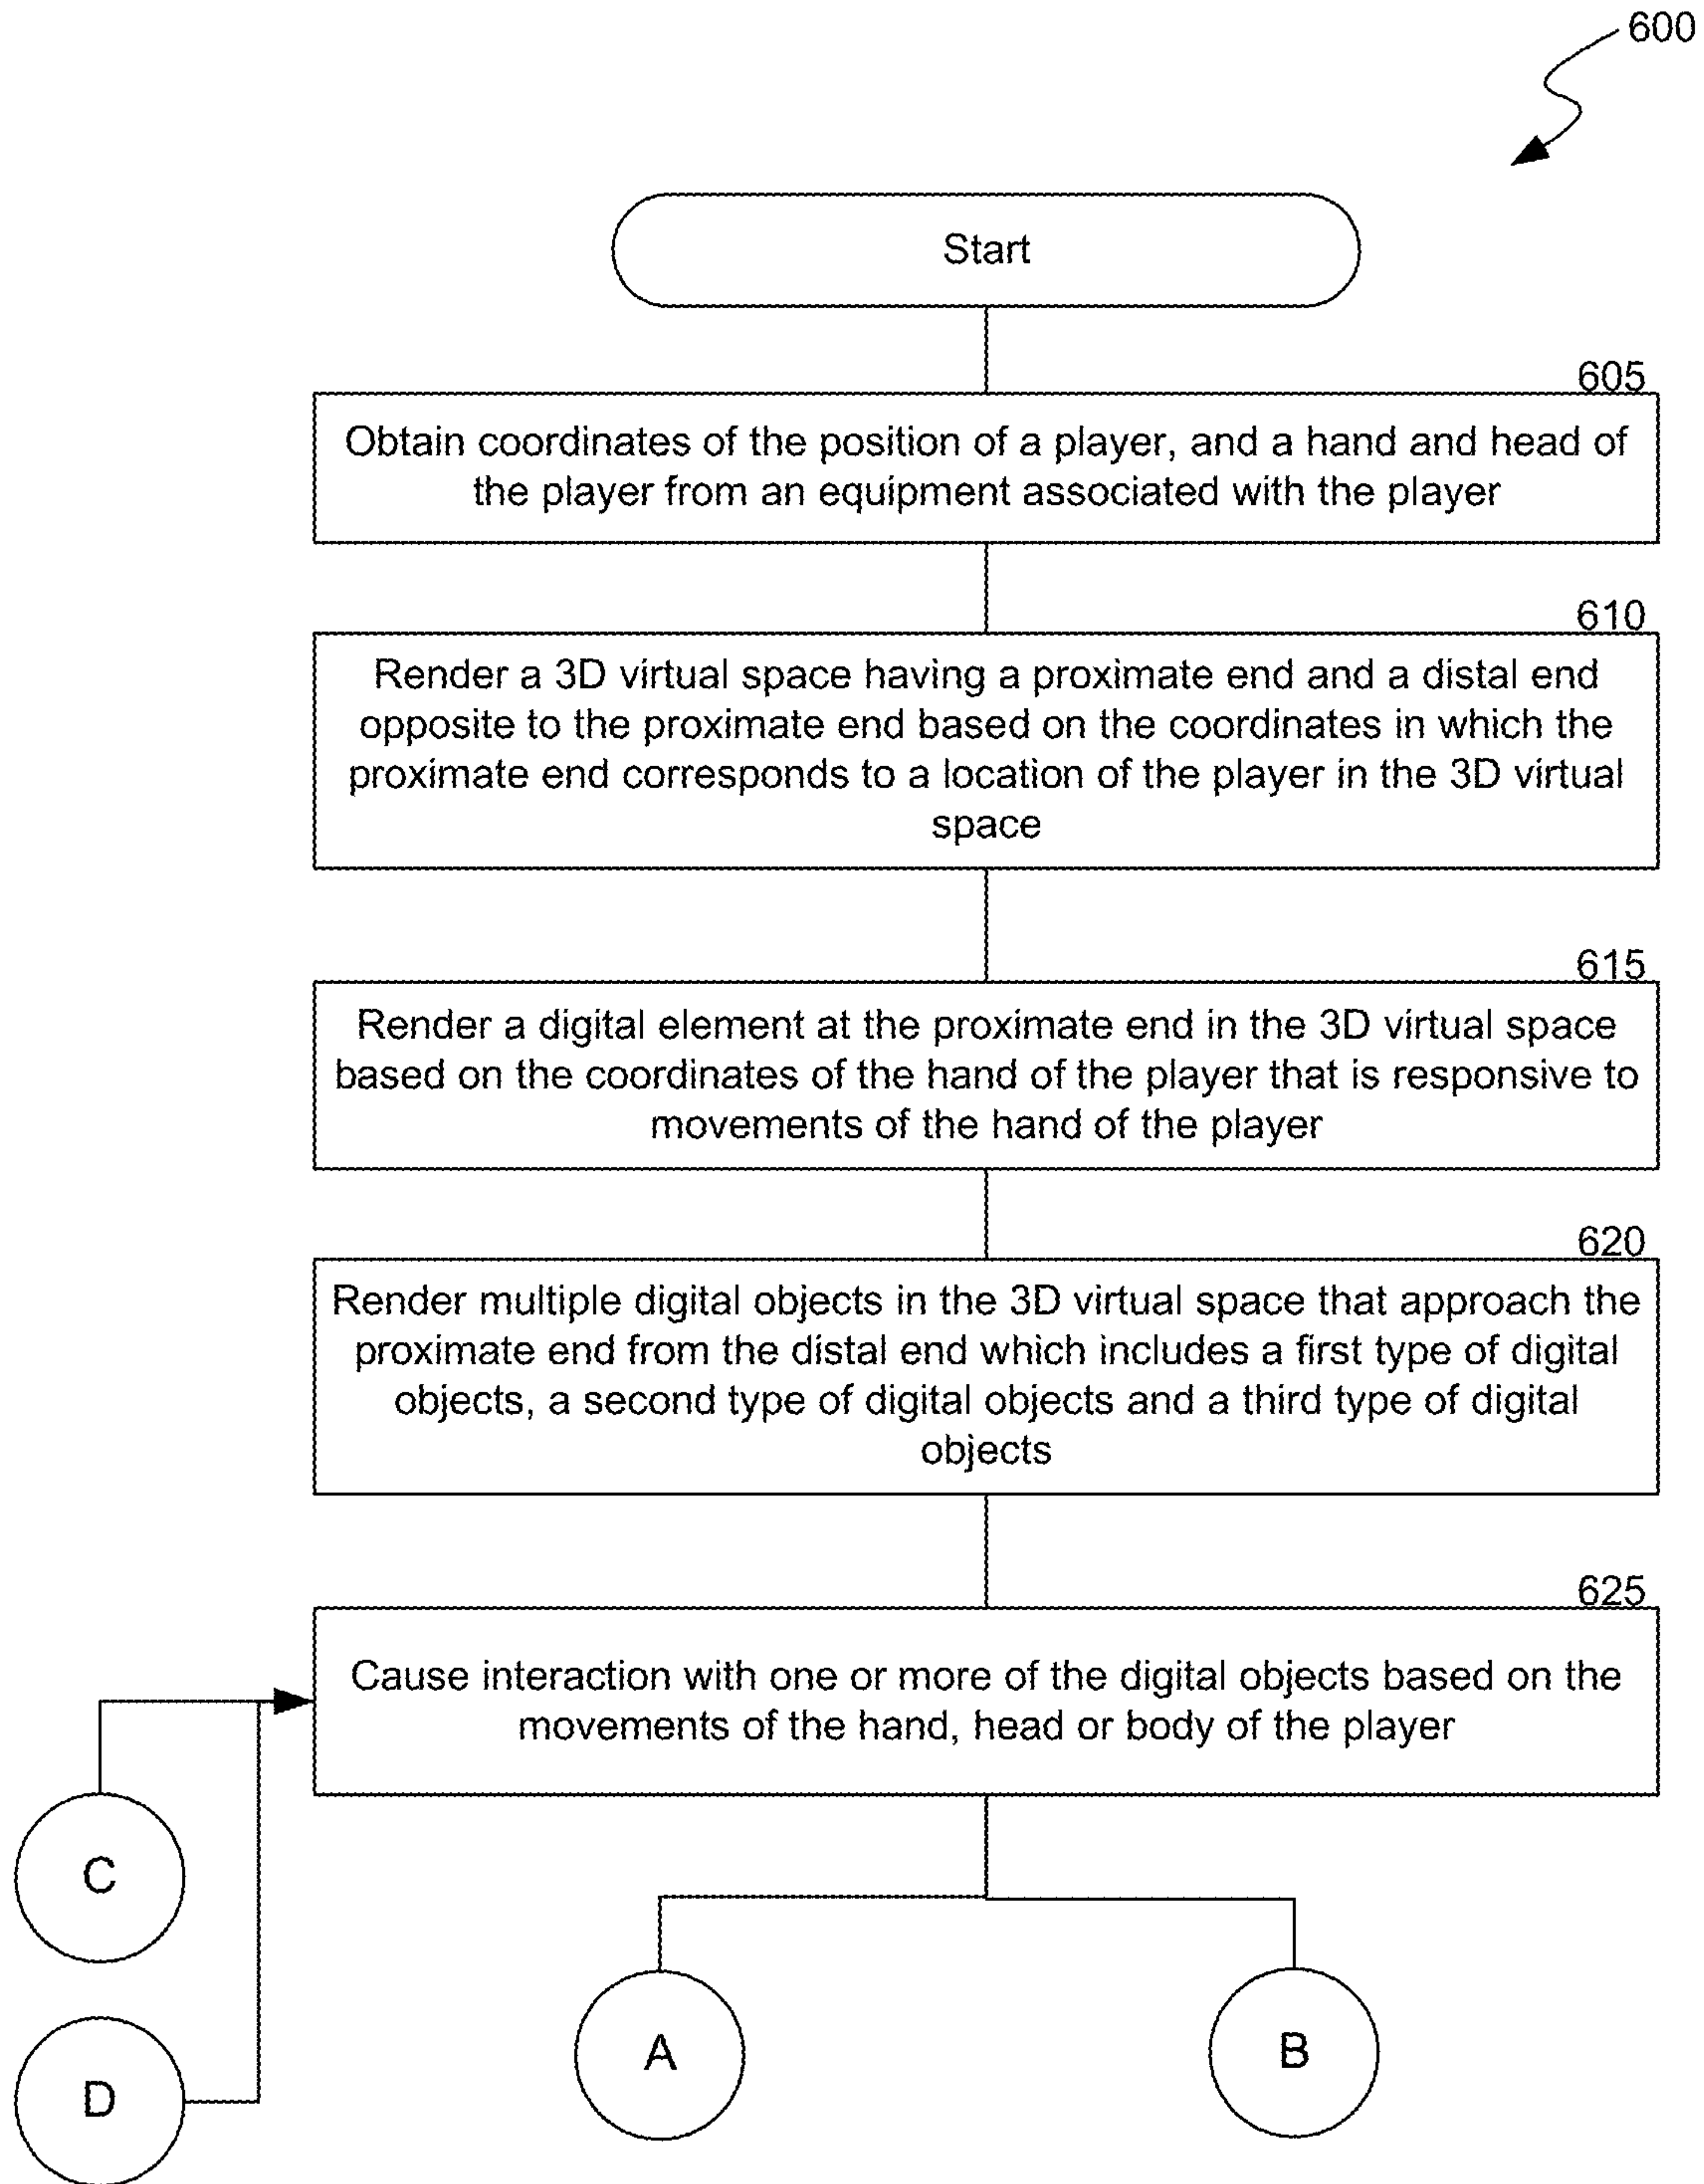 600
Start
605
Obtain coordinates of the position of a player, and a hand and head of
the player from an equipment associated with the player
610
Render a 3D virtual space having a proximate end and a distal end
opposite to the proximate end based on the coordinates in which the
proximate end corresponds to a location of the player in the 3D virtual
space
615
Render a digital element at the proximate end in the 3D virtual space
based on the coordinates of the hand of the player that is responsive to
movements of the hand of the player
620
Render multiple digital objects in the 3D virtual space that approach the
proximate end from the distal end which includes a first type of digital
objects, a second type of digital objects and a third type of digital
objects
625
Cause interaction with one or more of the digital objects based on the
movements of the hand, head or body of the player
C
D
A
B